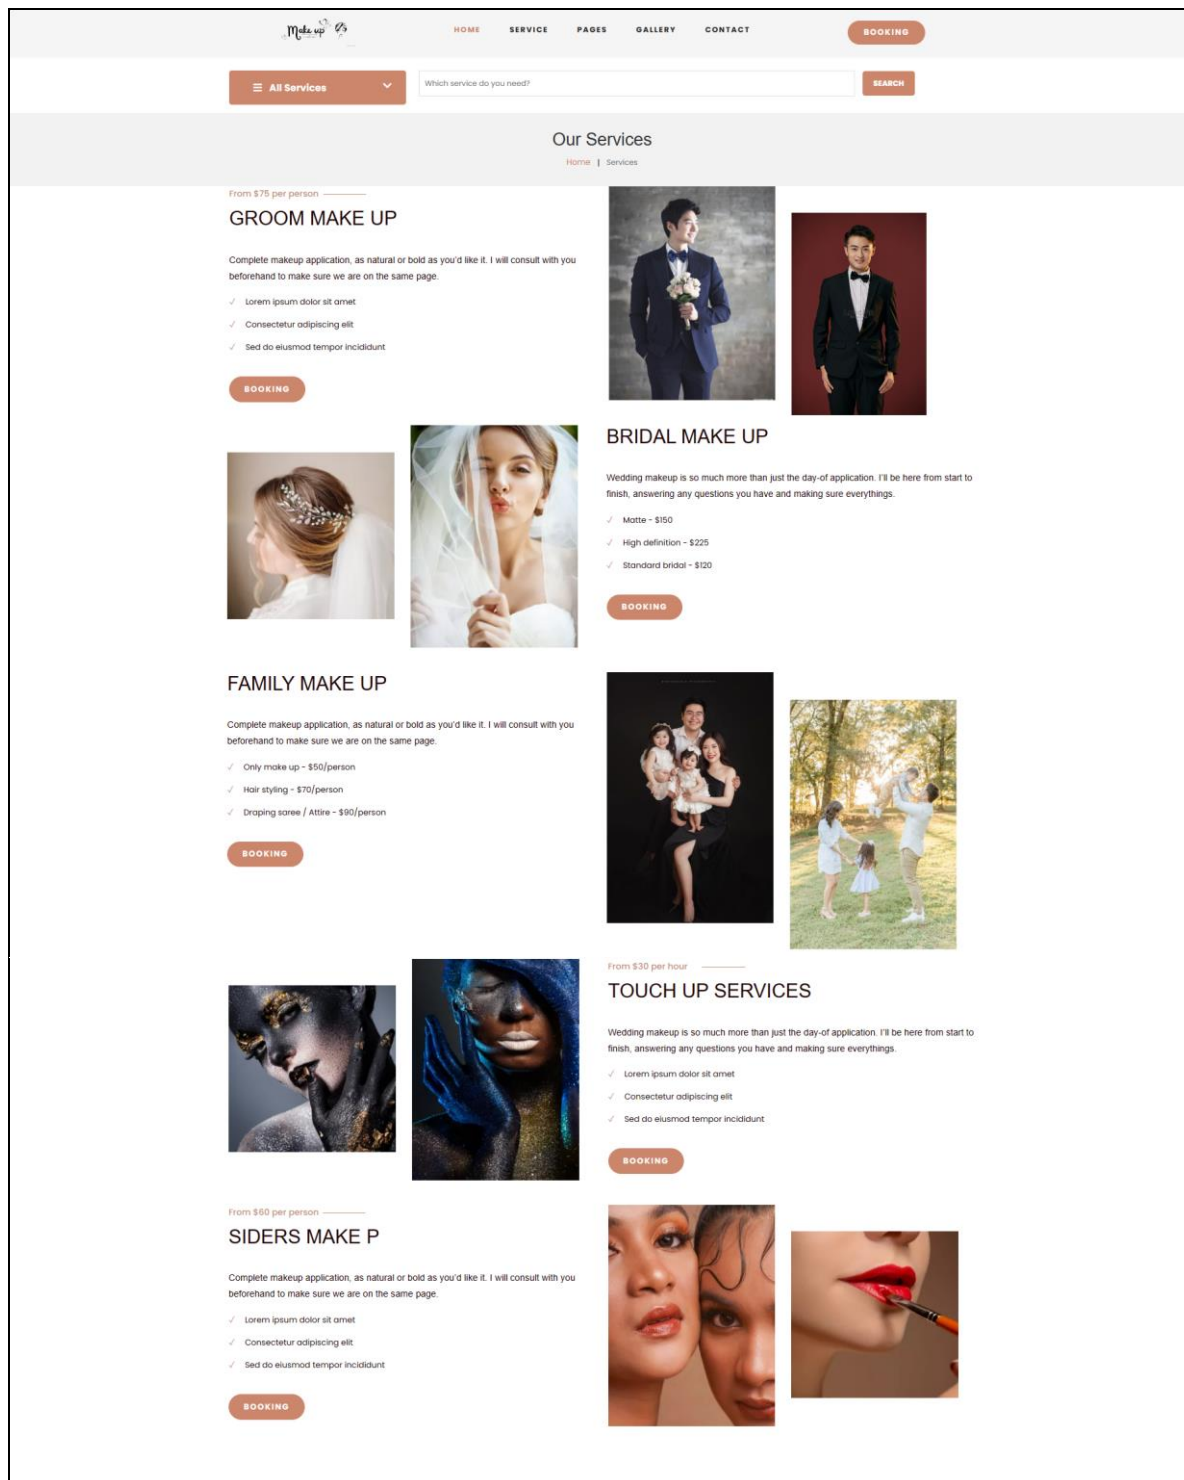 Make up
HOME SERVICE PAGES GALLERY CONTACT
BOOKING
All Services
Which service do you need?
SEARCH
Our Services
Home | Services
From $75 per person
GROOM MAKE UP
Complete makeup application, as natural or bold as you'd like it. I will consult with you
beforehand to make sure we are on the same page.
Lorem ipsum dolor sit amet
Consectetur adipiscing elit
Sed do eiusmod tempor incididunt
BOOKING
BRIDAL MAKE UP
Wedding makeup is so much more than just the day-of application. I'll be here from start to
finish, answering any questions you have and making sure everythings.
Matte - $150
High definition - $225
Standard bridal - $120
BOOKING
FAMILY MAKE UP
Complete makeup application, as natural or bold as you'd like it. I will consult with you
beforehand to make sure we are on the same page.
Only make up - $50/person
Hair styling - $70/person
Draping saree / Attire - $90/person
BOOKING
From $30 per hour
TOUCH UP SERVICES
Wedding makeup is so much more than just the day-of application. I'll be here from start to
finish, answering any questions you have and making sure everythings.
Lorem ipsum dolor sit amet
Consectetur adipiscing elit
Sed do eiusmod tempor incididunt
BOOKING
From $60 per person
SIDERS MAKE P
Complete makeup application, as natural or bold as you'd like it. I will consult with you
beforehand to make sure we are on the same page.
Lorem ipsum dolor sit amet
Consectetur adipiscing elit
Sed do eiusmod tempor incididunt
BOOKING